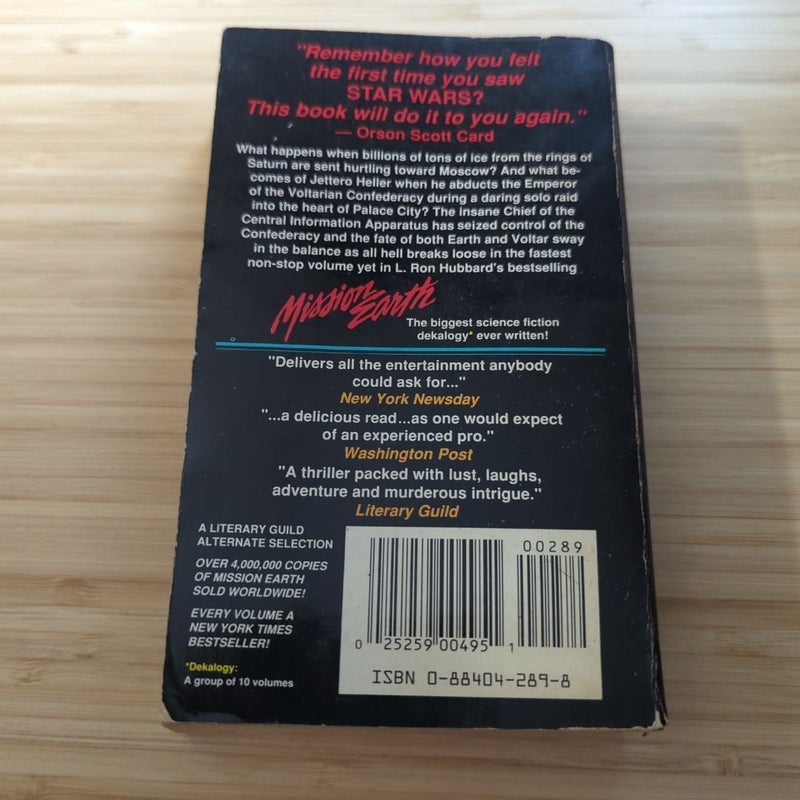 "Remember how you felt
the first time you saw
STAR WARS?
This book will do it to you again."
— Orson Scott Card
What happens when billions of tons of ice from the rings of
Saturn are sent hurtling toward Moscow? And what be-
comes of Jettero Heller when he abducts the Emperor
of the Voltarian Confederacy during a daring solo raid
into the heart of Palace City? The insane Chief of the
Central Information Apparatus has seized control of the
Confederacy and the fate of both Earth and Voltar sway
in the balance as all hell breaks loose in the fastest
non-stop volume yet in L. Ron Hubbard's bestselling
Mission Earth
The biggest science fiction
dekalogy* ever written!
"Delivers all the entertainment anybody
could ask for..."
New York Newsday
"...a delicious read...as one would expect
of an experienced pro."
Washington Post
"A thriller packed with lust, laughs,
adventure and murderous intrigue."
Literary Guild
A LITERARY GUILD
ALTERNATE SELECTION
OVER 4,000,000 COPIES
OF MISSION EARTH
SOLD WORLDWIDE!
EVERY VOLUME A
NEW YORK TIMES
BESTSELLER!
*Dekalogy:
A group of 10 volumes
00289
0 25259 00495 1
ISBN 0-88404-289-8